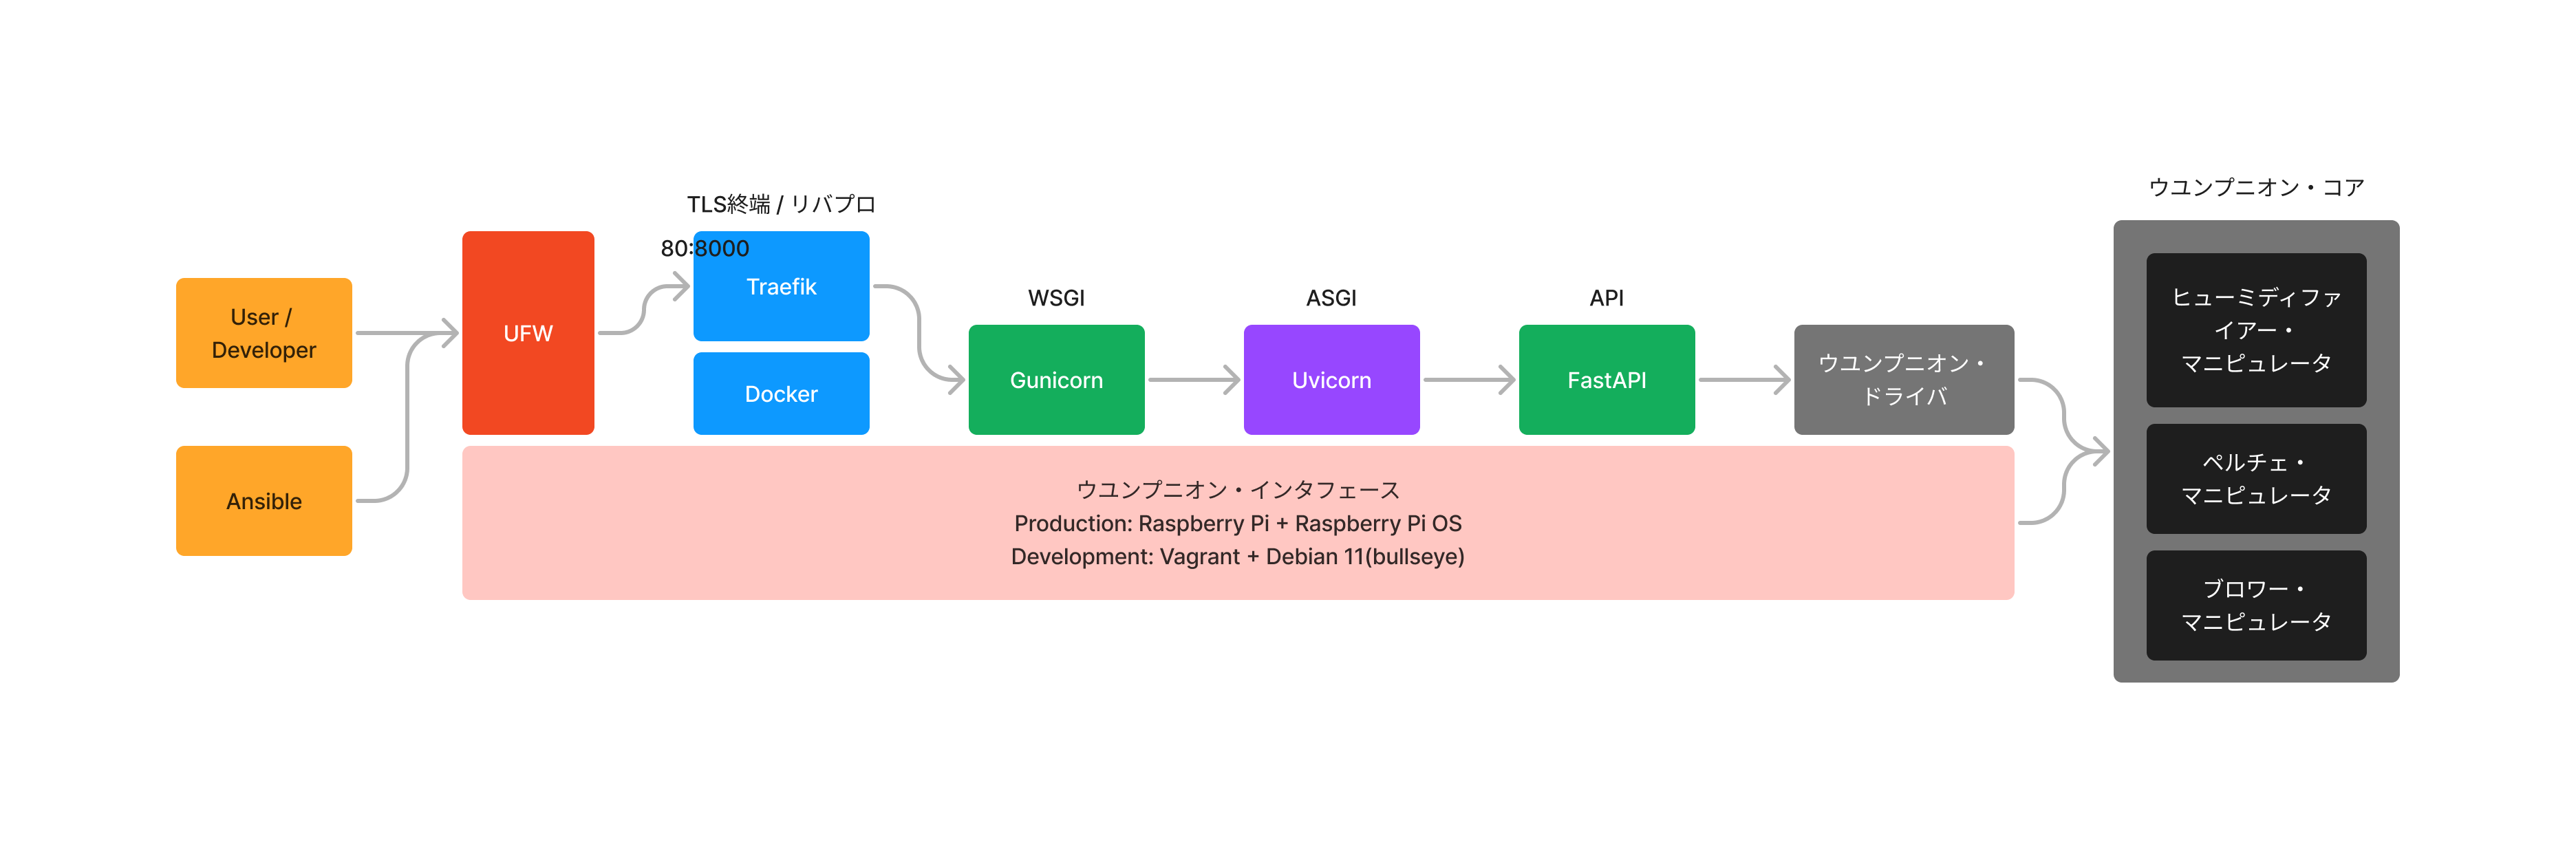 User /
Developer
Ansible
UFW
TLS終端 / リバプロ
80:8000
Traefik
Docker
WSGI
Gunicorn
ASGI
Uvicorn
API
FastAPI
ウユンプニオン・
ドライバ
ウユンプニオン・インタフェース
Production: Raspberry Pi + Raspberry Pi OS
Development: Vagrant + Debian 11(bullseye)
ウユンプニオン・コア
ヒューミディファ
イアー・
マニピュレータ
ペルチェ・
マニピュレータ
ブロワー・
マニピュレータ